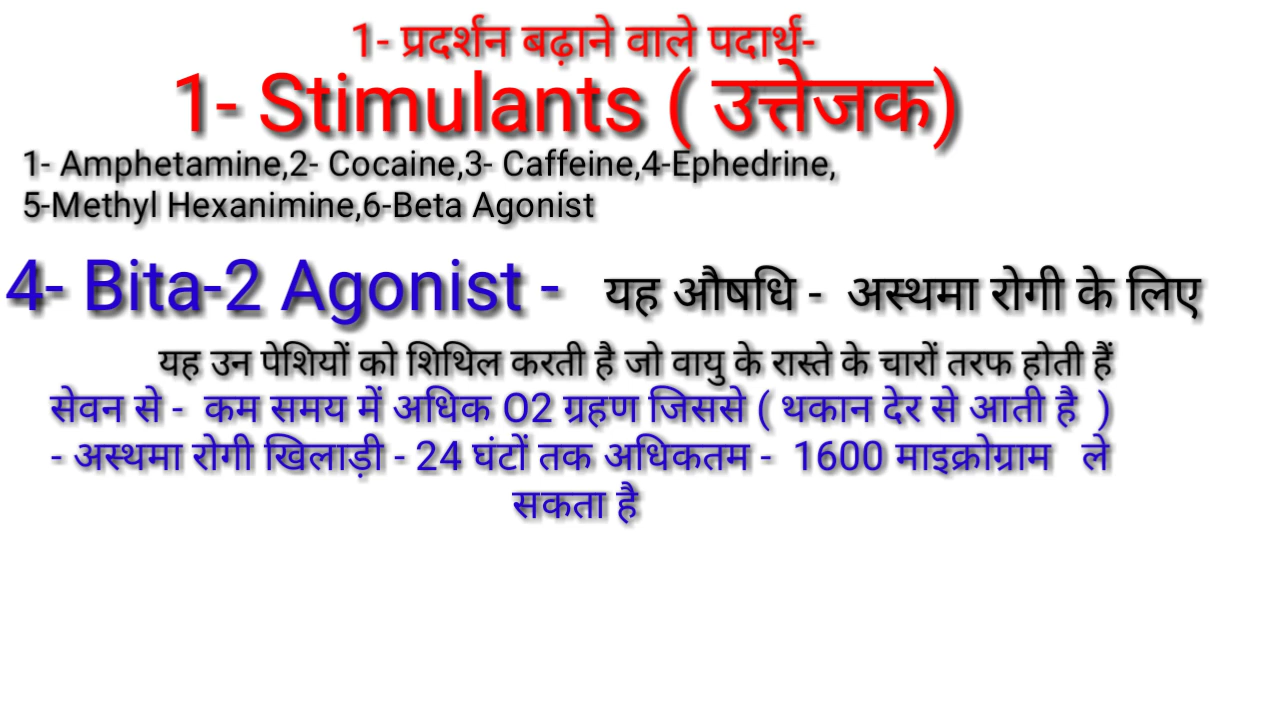 1- प्रदर्शन बढ़ाने वाले पदार्थ-
1- Stimulants ( उत्तेजक)
1- Amphetamine,2- Cocaine,3- Caffeine,4-Ephedrine,
5-Methyl Hexanimine,6-Beta Agonist
4- Bita-2 Agonist - यह औषधि - अस्थमा रोगी के लिए
यह उन पेशियों को शिथिल करती है जो वायु के रास्ते के चारों तरफ होती हैं
सेवन से - कम समय में अधिक O2 ग्रहण जिससे ( थकान देर से आती है )
- अस्थमा रोगी खिलाड़ी - 24 घंटों तक अधिकतम - 1600 माइक्रोग्राम ले
सकता है